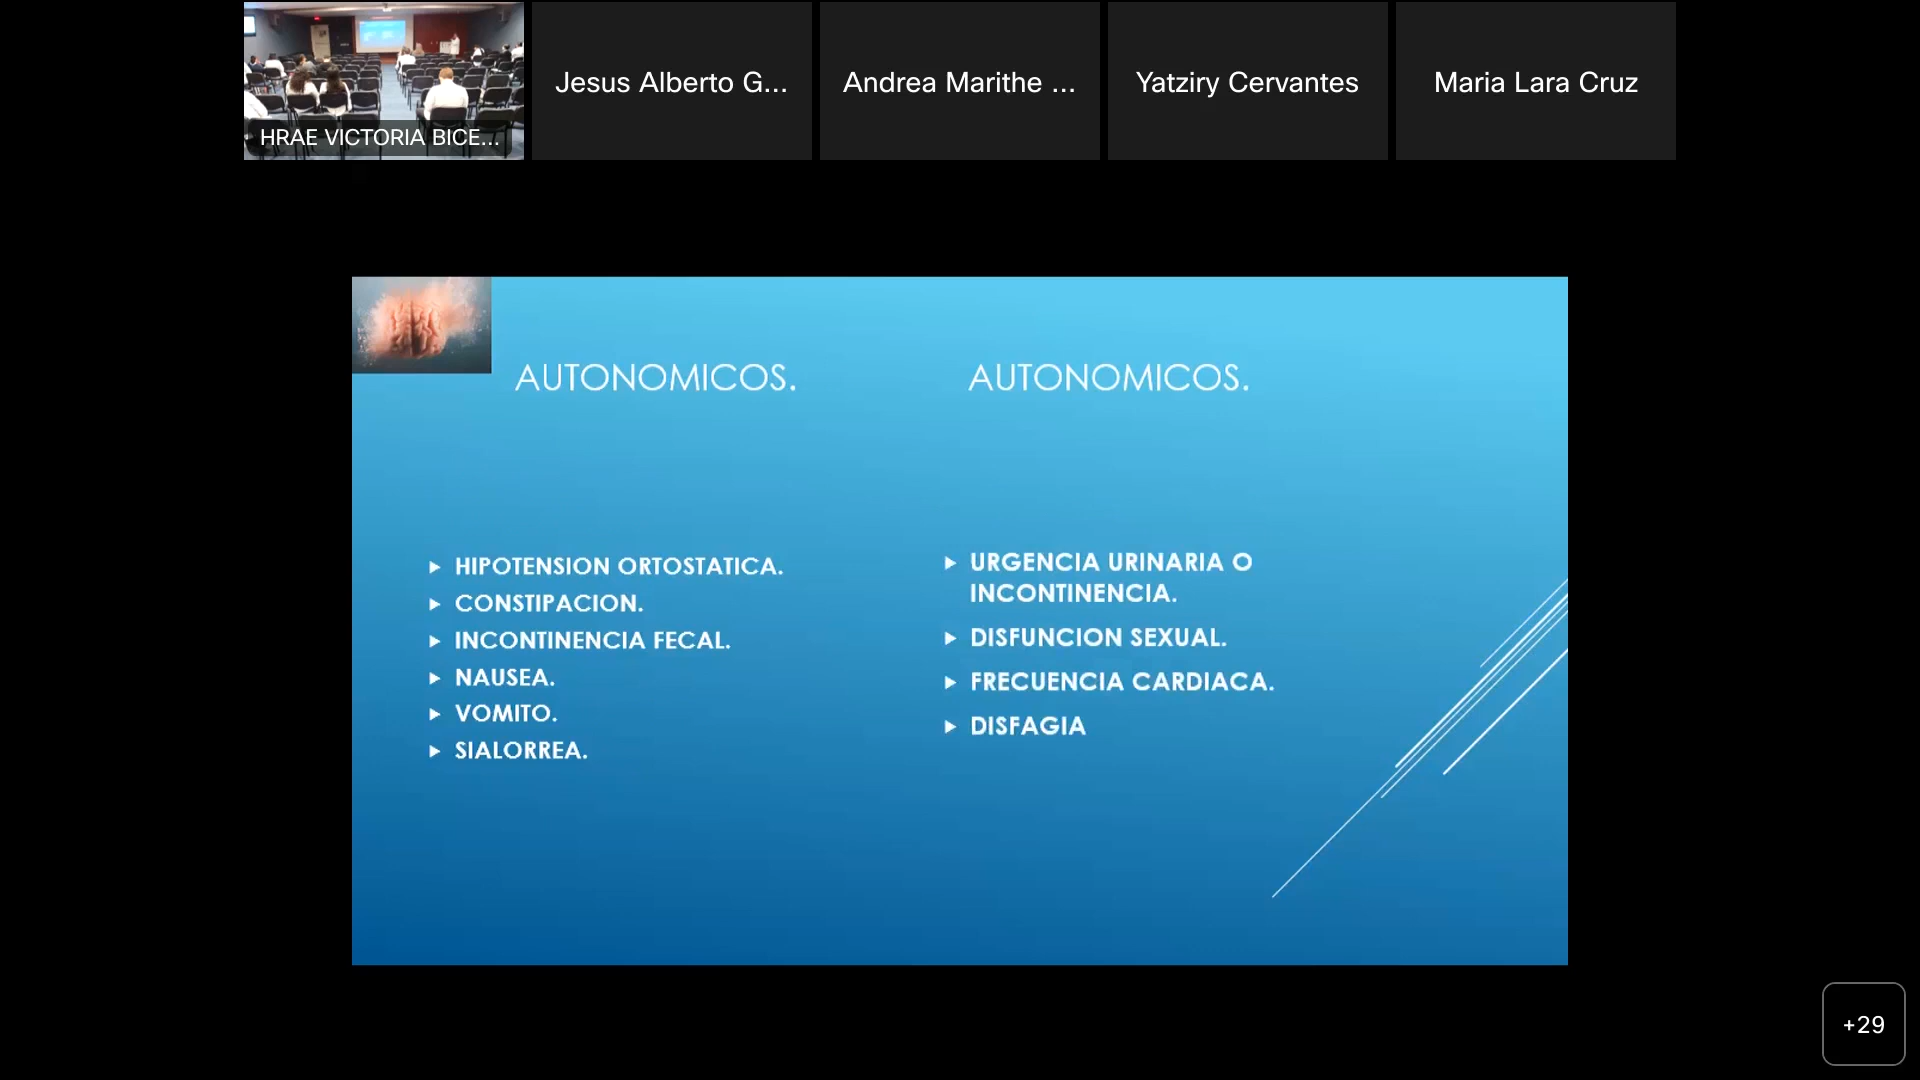 HRAE VICTORIA BICE...
Jesus Alberto G...
Andrea Marithe ...
Yatziry Cervantes
Maria Lara Cruz
AUTONOMICOS.
HIPOTENSION ORTOSTATICA.
CONSTIPACION.
INCONTINENCIA FECAL.
NAUSEA.
VOMITO.
SIALORREA.
AUTONOMICOS.
URGENCIA URINARIA O
INCONTINENCIA.
DISFUNCION SEXUAL.
FRECUENCIA CARDIACA.
DISFAGIA
+29